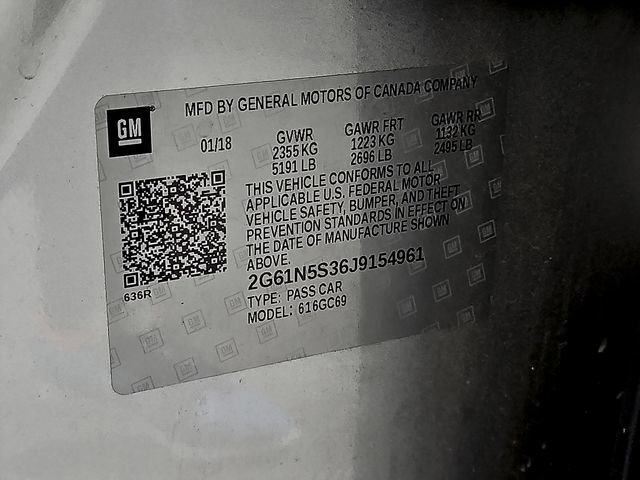 MFD BY GENERAL MOTORS OF CANADA COMPANY
GM
01/18 GVWR GAWR FRT GAWR RR
2355 KG 1223 KG 1132 KG
5191 LB 2696 LB 2495 LB
THIS VEHICLE CONFORMS TO ALL
APPLICABLE U.S. FEDERAL MOTOR
VEHICLE SAFETY, BUMPER, AND THEFT
PREVENTION STANDARDS IN EFFECT ON
THE DATE OF MANUFACTURE SHOWN
ABOVE.
2G61N5S36J9154961
636R
TYPE: PASS CAR
MODEL: 616GC69